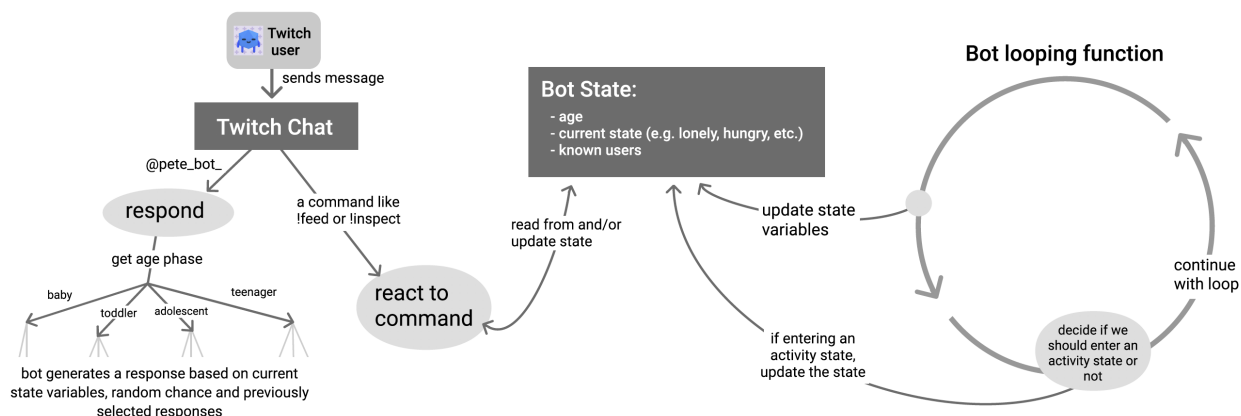 Twitch
user
sends message
Twitch Chat
@pete_bot_
respond
get age phase
baby
toddler
adolescent
teenager
bot generates a response based on current
state variables, random chance and previously
selected responses
a command like
!feed or !inspect
react to
command
read from and/or
update state
Bot State:
- age
- current state (e.g. lonely, hungry, etc.)
- known users
update state
variables
if entering an
activity state,
update the state
Bot looping function
continue
with loop
decide if we
should enter an
activity state or
not